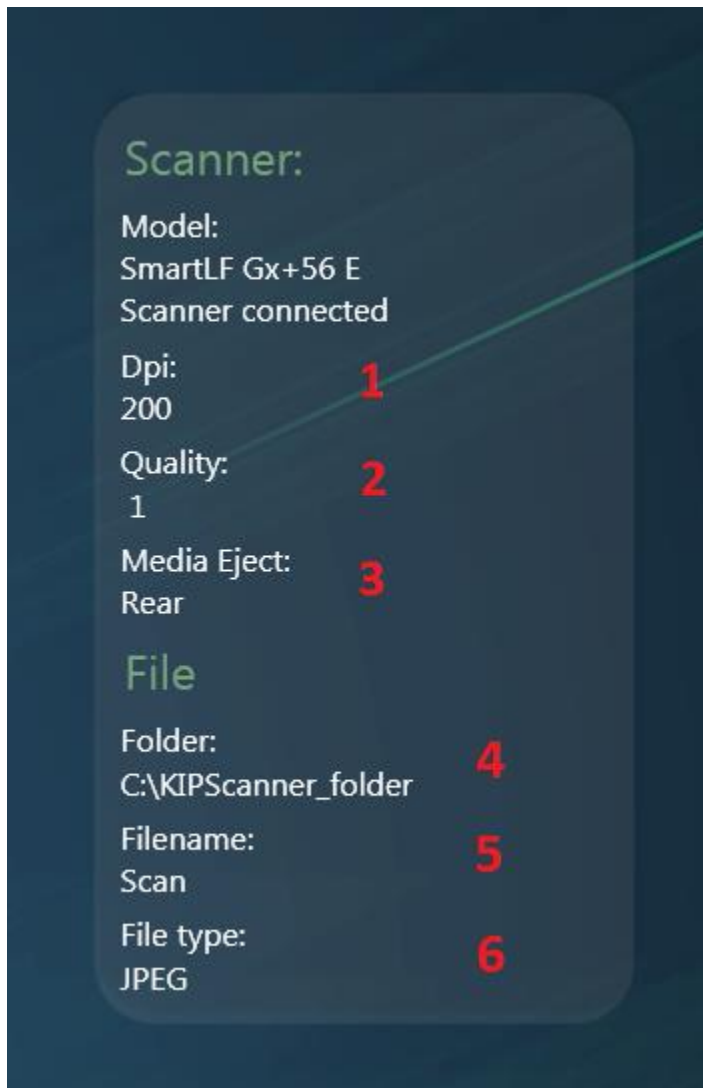 Scanner:
Model:
SmartLF Gx+56 E
Scanner connected
Dpi:
1
200
Quality:
2
1
Media Eject:
3
Rear
File
Folder:
4
C:\KIPScanner_folder
Filename:
5
Scan
File type:
6
JPEG